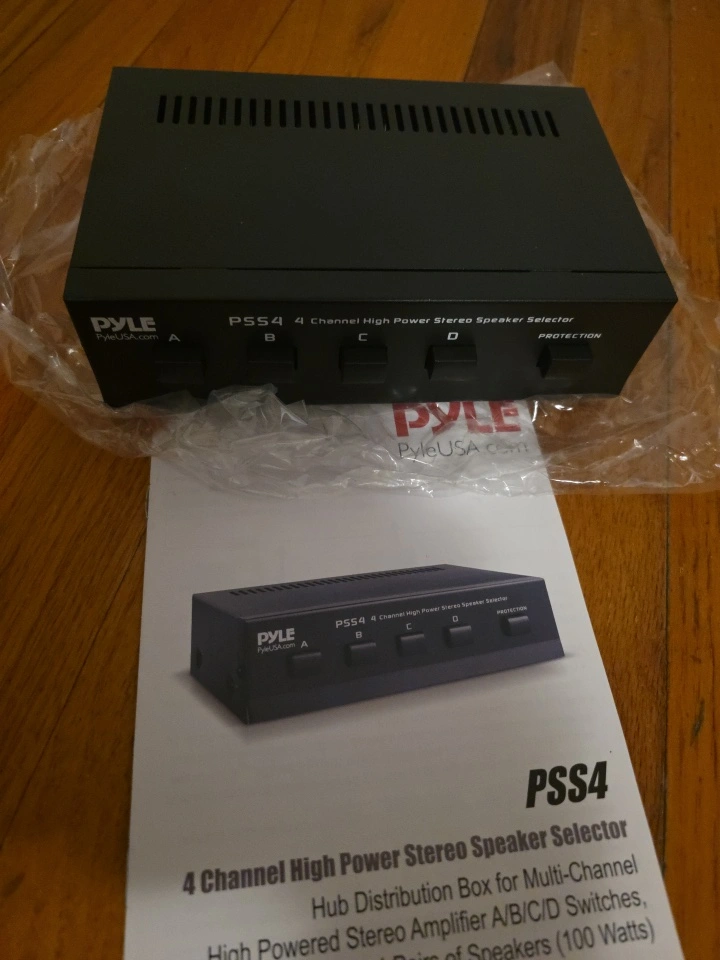 PYLE
PyleUSA.com
PSS4 4 Channel High Power Stereo Speaker Selector
A B C D PROTECTION
PYLE
PyleUSA.com
PSS4 4 Channel High Power Stereo Speaker Selector
PYLE
PyleUSA.com
A B C D PROTECTION
PSS4
4 Channel High Power Stereo Speaker Selector
Hub Distribution Box for Multi-Channel
High Powered Stereo Amplifier A/B/C/D Switches,
Pairs of Speakers (100 Watts)